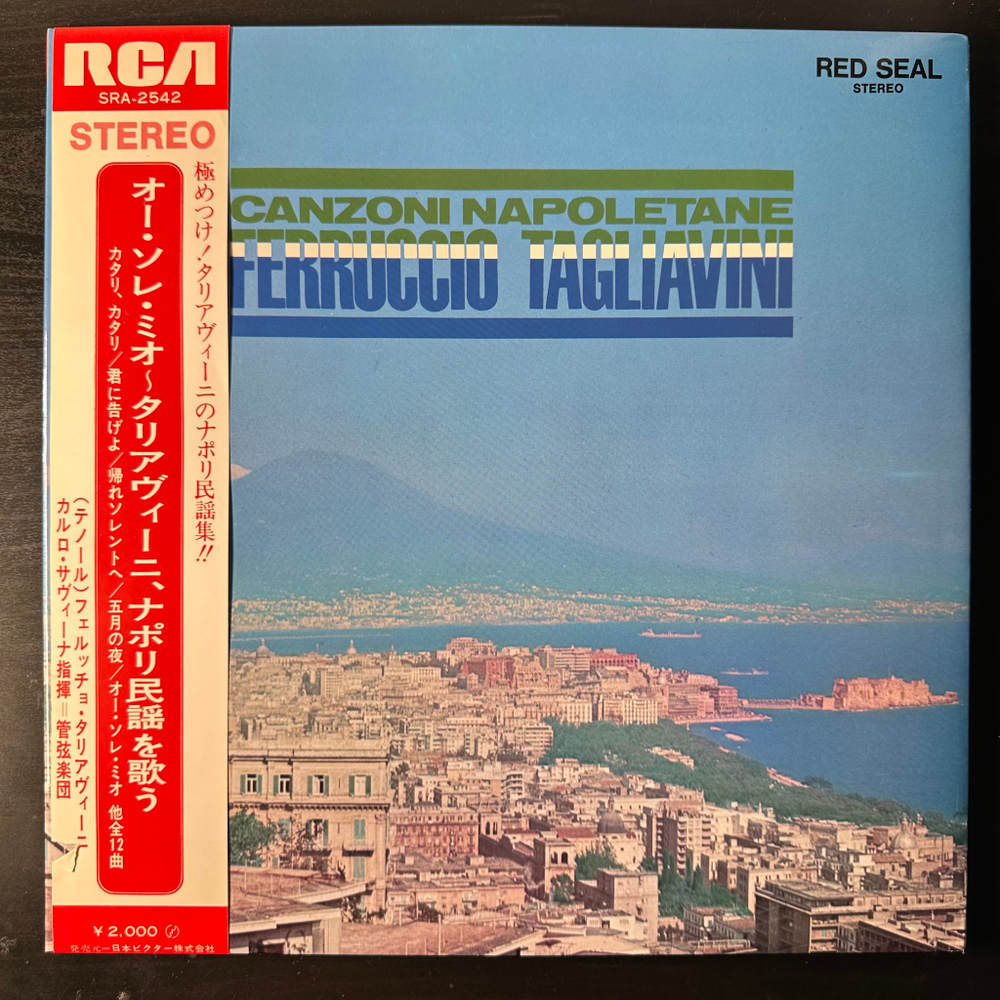 RCA
SRA-2542
STEREO
極めつけ!タリアヴィーニのナポリ民謡集!!
オー・ソレ・ミオ~タリアヴィーニ、ナポリ民謡を歌う
カタリ、カタリ/君に告げよ/帰れソレントへ/五月の夜/オー・ソレ・ミオ 他全12曲
(テノール)フェルッチョ・タリアヴィーニ
カルロ・サヴィーナ指揮=管弦楽団
¥2,000
発売元―日本ビクター株式会社
RED SEAL
STEREO
CANZONI NAPOLETANE
FERRUCCIO TAGLIAVINI